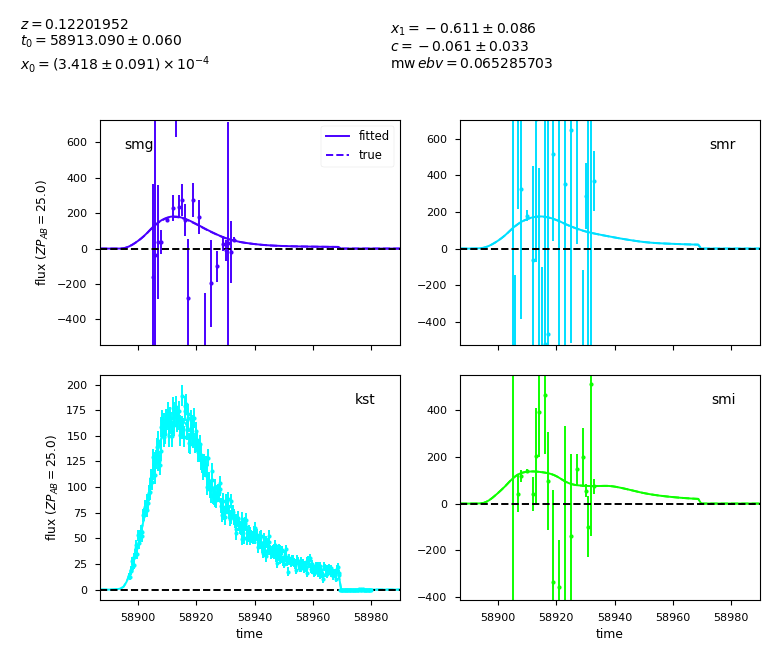 z = 0.12201952
t₀ = 58913.090 ± 0.060
x₀ = (3.418 ± 0.091) × 10⁻⁴
x₁ = −0.611 ± 0.086
c = −0.061 ± 0.033
mw ebv = 0.065285703
smg
fitted
true
600
400
200
0
−200
−400
flux (ZP_AB = 25.0)
smr
600
400
200
0
−200
−400
kst
200
175
150
125
100
75
50
25
0
flux (ZP_AB = 25.0)
58900 58920 58940 58960 58980
time
smi
400
200
0
−200
−400
58900 58920 58940 58960 58980
time